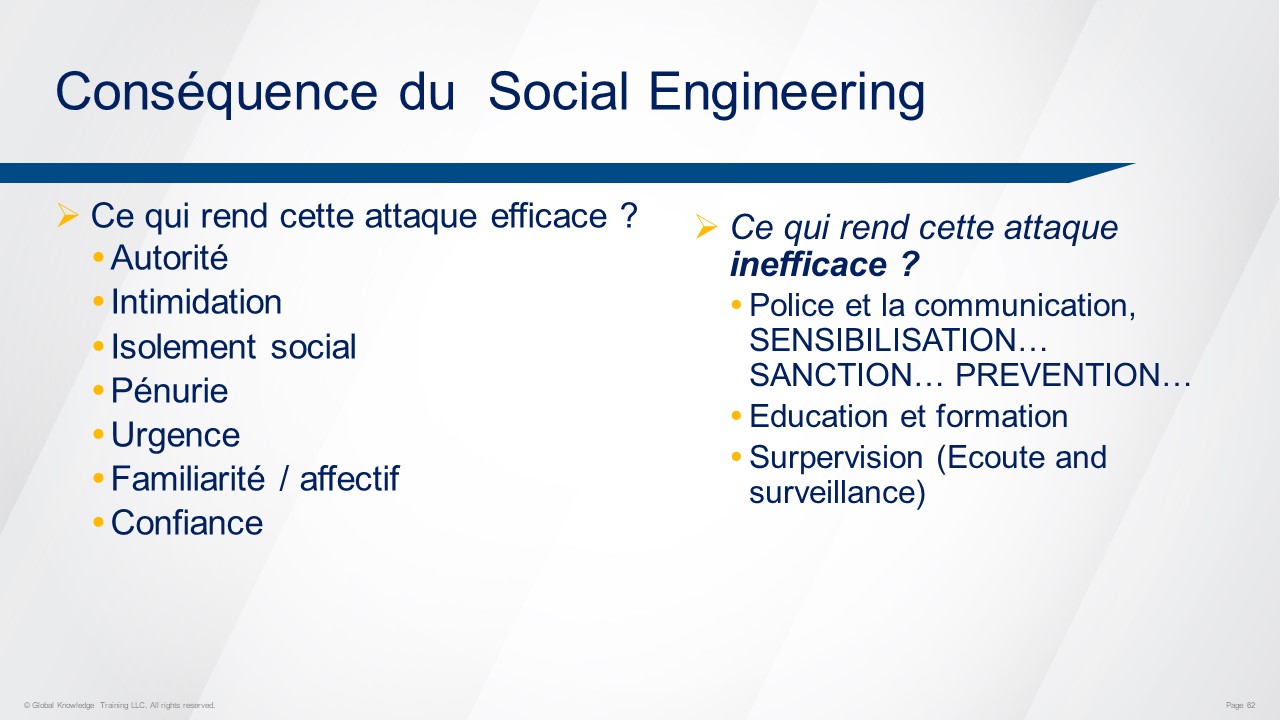 Conséquence du  Social Engineering
Ce qui rend cette attaque efficace ?
Autorité
Intimidation
Isolement social
Pénurie
Urgence
Familiarité / affectif
Confiance
Ce qui rend cette attaque
inefficace ?
Police et la communication,
SENSIBILISATION…
SANCTION… PREVENTION…
Education et formation
Surpervision (Ecoute and
surveillance)
© Global Knowledge Training LLC. All rights reserved.
Page 62